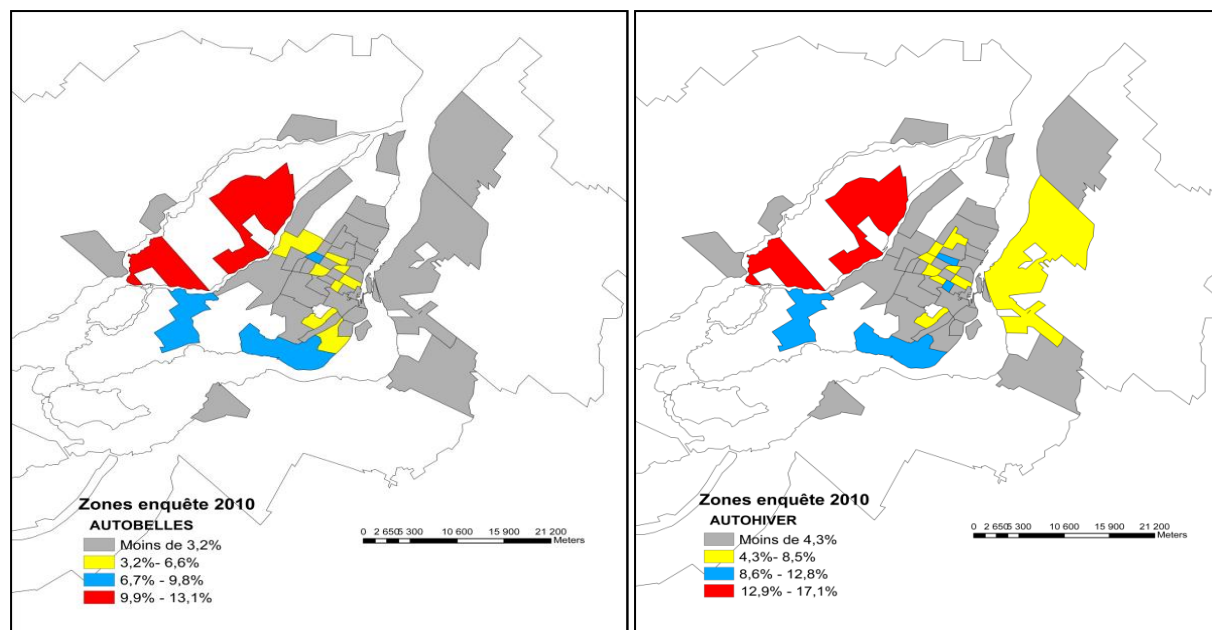 Zones enquête 2010
AUTOBELLES
Moins de 3,2%
3,2%- 6,6%
6,7% - 9,8%
9,9% - 13,1%
0 2 650 5 300 10 600 15 900 21 200
Meters
Zones enquête 2010
AUTOHIVER
Moins de 4,3%
4,3%- 8,5%
8,6% - 12,8%
12,9% - 17,1%
0 2 650 5 300 10 600 15 900 21 200
Meters